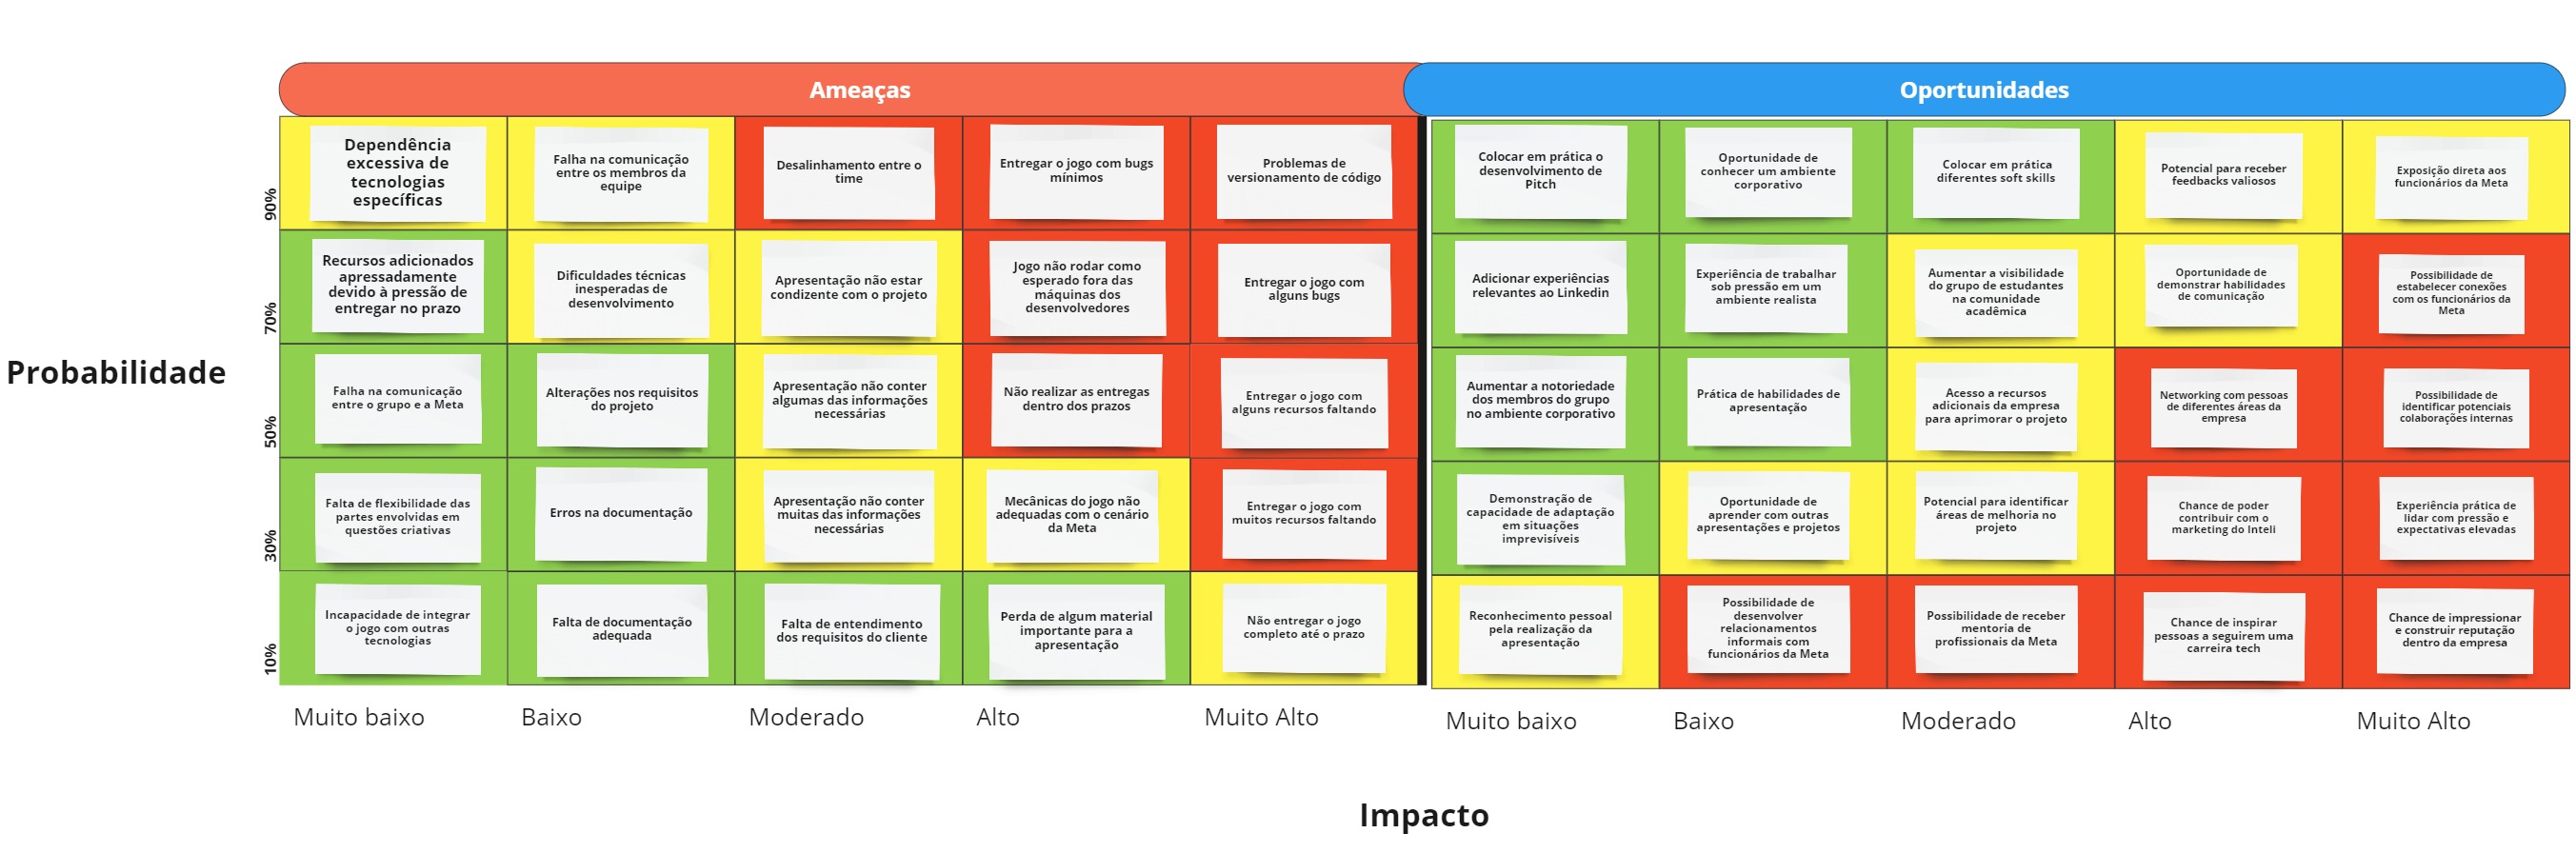 Ameaças
Oportunidades
Probabilidade
90%
Dependência
excessiva de
tecnologias
específicas
Falha na comunicação
entre os membros da
equipe
Desalinhamento entre o
time
Entregar o jogo com bugs
mínimos
Problemas de
versionamento de código
Colocar em prática o
desenvolvimento de
Pitch
Oportunidade de
conhecer um ambiente
corporativo
Colocar em prática
diferentes soft skills
Potencial para receber
feedbacks valiosos
Exposição direta aos
funcionários da Meta
70%
Recursos adicionados
apressadamente
devido à pressão de
entregar no prazo
Dificuldades técnicas
inesperadas de
desenvolvimento
Apresentação não estar
condizente com o projeto
Jogo não rodar como
esperado fora das
máquinas dos
desenvolvedores
Entregar o jogo com
alguns bugs
Adicionar experiências
relevantes ao Linkedin
Experiência de trabalhar
sob pressão em um
ambiente realista
Aumentar a visibilidade
do grupo de estudantes
na comunidade
acadêmica
Oportunidade de
demonstrar habilidades
de comunicação
Possibilidade de
estabelecer conexões
com os funcionários da
Meta
50%
Falha na comunicação
entre o grupo e a Meta
Alterações nos requisitos
do projeto
Apresentação não conter
algumas das informações
necessárias
Não realizar as entregas
dentro dos prazos
Entregar o jogo com
alguns recursos faltando
Aumentar a notoriedade
dos membros do grupo
no ambiente corporativo
Prática de habilidades de
apresentação
Acesso a recursos
adicionais da empresa
para aprimorar o projeto
Networking com pessoas
de diferentes áreas da
empresa
Possibilidade de
identificar potenciais
colaborações internas
30%
Falta de flexibilidade das
partes envolvidas em
questões criativas
Erros na documentação
Apresentação não conter
muitas das informações
necessárias
Mecânicas do jogo não
adequadas com o cenário
da Meta
Entregar o jogo com
muitos recursos faltando
Demonstração de
capacidade de adaptação
em situações
imprevisíveis
Oportunidade de
aprender com outras
apresentações e projetos
Potencial para identificar
áreas de melhoria no
projeto
Chance de poder
contribuir com o
marketing do Inteli
Experiência prática de
lidar com pressão e
expectativas elevadas
10%
Incapacidade de integrar
o jogo com outras
tecnologias
Falta de documentação
adequada
Falta de entendimento
dos requisitos do cliente
Perda de algum material
importante para a
apresentação
Não entregar o jogo
completo até o prazo
Reconhecimento pessoal
pela realização da
apresentação
Possibilidade de
desenvolver
relacionamentos
informais com
funcionários da Meta
Possibilidade de receber
mentoria de
profissionais da Meta
Chance de inspirar
pessoas a seguirem uma
carreira tech
Chance de impressionar
e construir reputação
dentro da empresa
Muito baixo
Baixo
Moderado
Alto
Muito Alto
Muito baixo
Baixo
Moderado
Alto
Muito Alto
Impacto